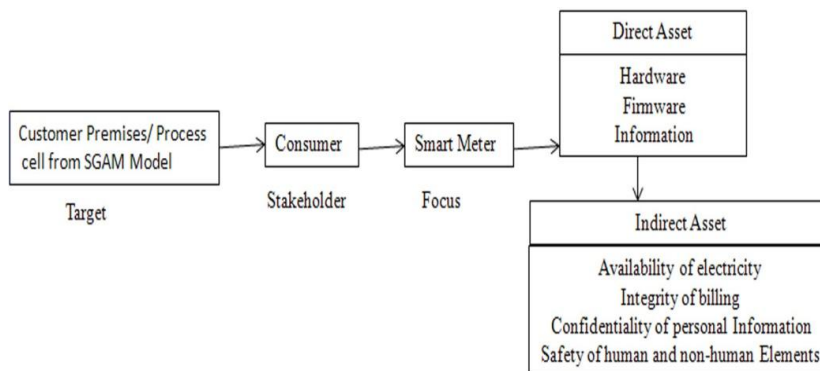 Customer Premises/ Process
cell from SGAM Model
Target
Consumer
Stakeholder
Smart Meter
Focus
Direct Asset
Hardware
Firmware
Information
Indirect Asset
Availability of electricity
Integrity of billing
Confidentiality of personal Information
Safety of human and non-human Elements